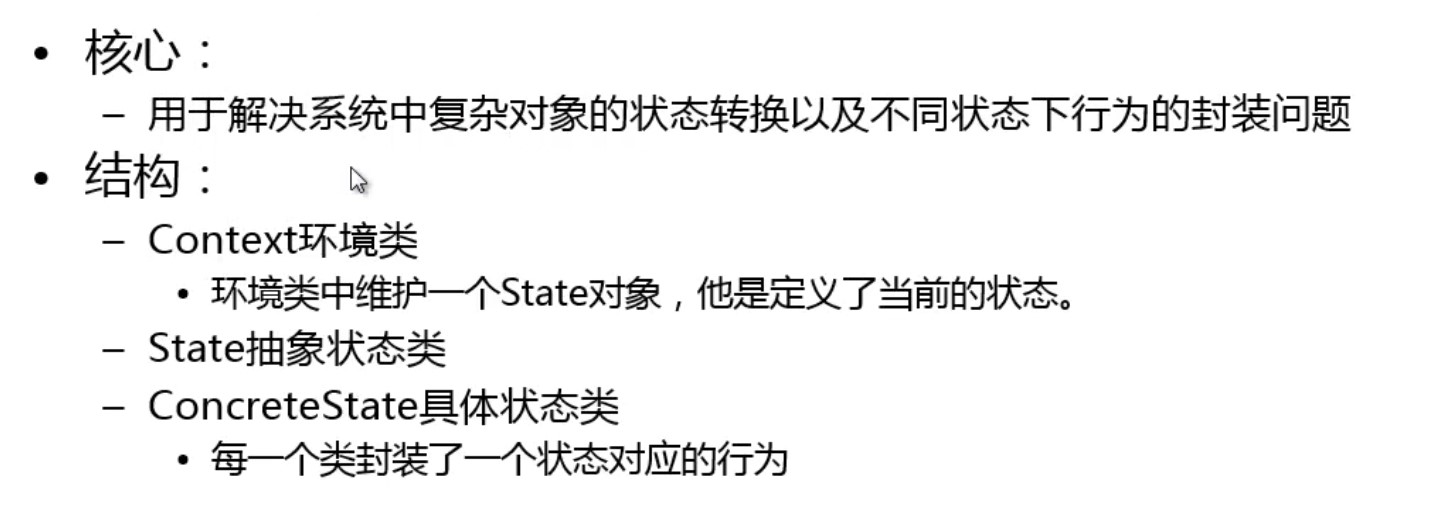 • 核心：
– 用于解决系统中复杂对象的状态转换以及不同状态下行为的封装问题
• 结构：
– Context环境类
• 环境类中维护一个State对象，他是定义了当前的状态。
– State抽象状态类
– ConcreteState具体状态类
• 每一个类封装了一个状态对应的行为